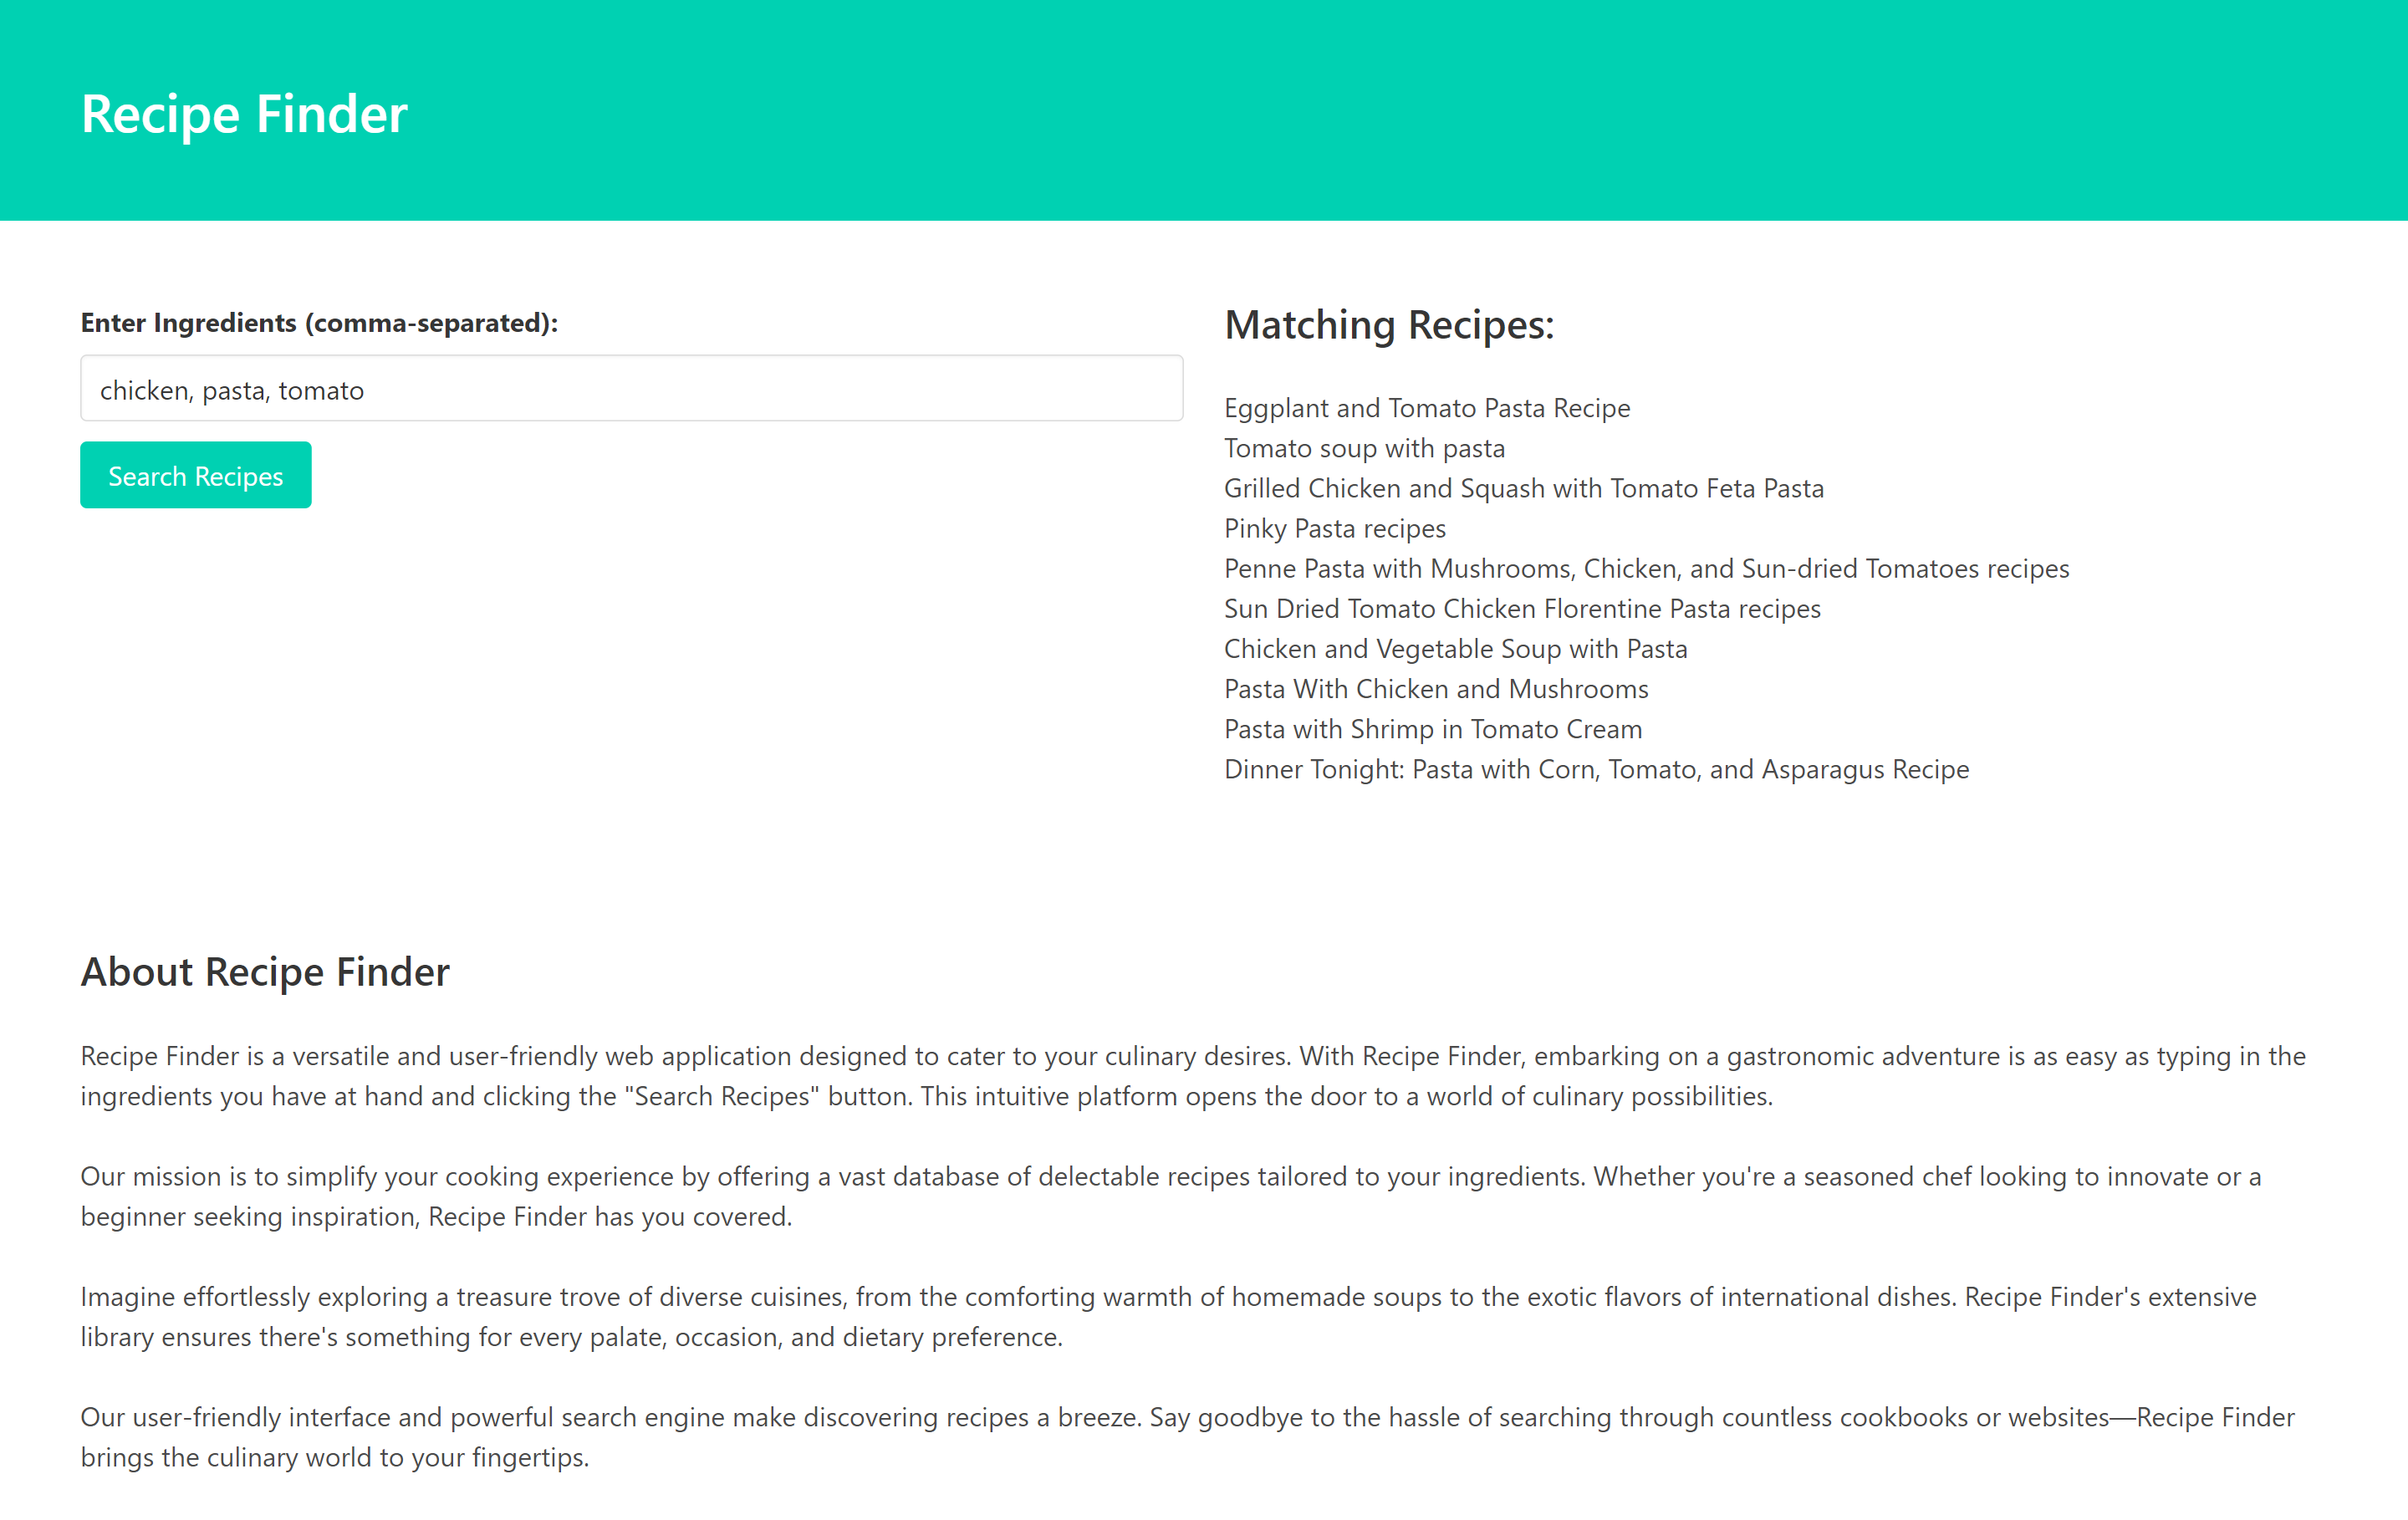 Recipe Finder
Enter Ingredients (comma-separated):
chicken, pasta, tomato
Search Recipes
Matching Recipes:
Eggplant and Tomato Pasta Recipe
Tomato soup with pasta
Grilled Chicken and Squash with Tomato Feta Pasta
Pinky Pasta recipes
Penne Pasta with Mushrooms, Chicken, and Sun-dried Tomatoes recipes
Sun Dried Tomato Chicken Florentine Pasta recipes
Chicken and Vegetable Soup with Pasta
Pasta With Chicken and Mushrooms
Pasta with Shrimp in Tomato Cream
Dinner Tonight: Pasta with Corn, Tomato, and Asparagus Recipe
About Recipe Finder
Recipe Finder is a versatile and user-friendly web application designed to cater to your culinary desires. With Recipe Finder, embarking on a gastronomic adventure is as easy as typing in the
ingredients you have at hand and clicking the "Search Recipes" button. This intuitive platform opens the door to a world of culinary possibilities.
Our mission is to simplify your cooking experience by offering a vast database of delectable recipes tailored to your ingredients. Whether you're a seasoned chef looking to innovate or a
beginner seeking inspiration, Recipe Finder has you covered.
Imagine effortlessly exploring a treasure trove of diverse cuisines, from the comforting warmth of homemade soups to the exotic flavors of international dishes. Recipe Finder's extensive
library ensures there's something for every palate, occasion, and dietary preference.
Our user-friendly interface and powerful search engine make discovering recipes a breeze. Say goodbye to the hassle of searching through countless cookbooks or websites—Recipe Finder
brings the culinary world to your fingertips.